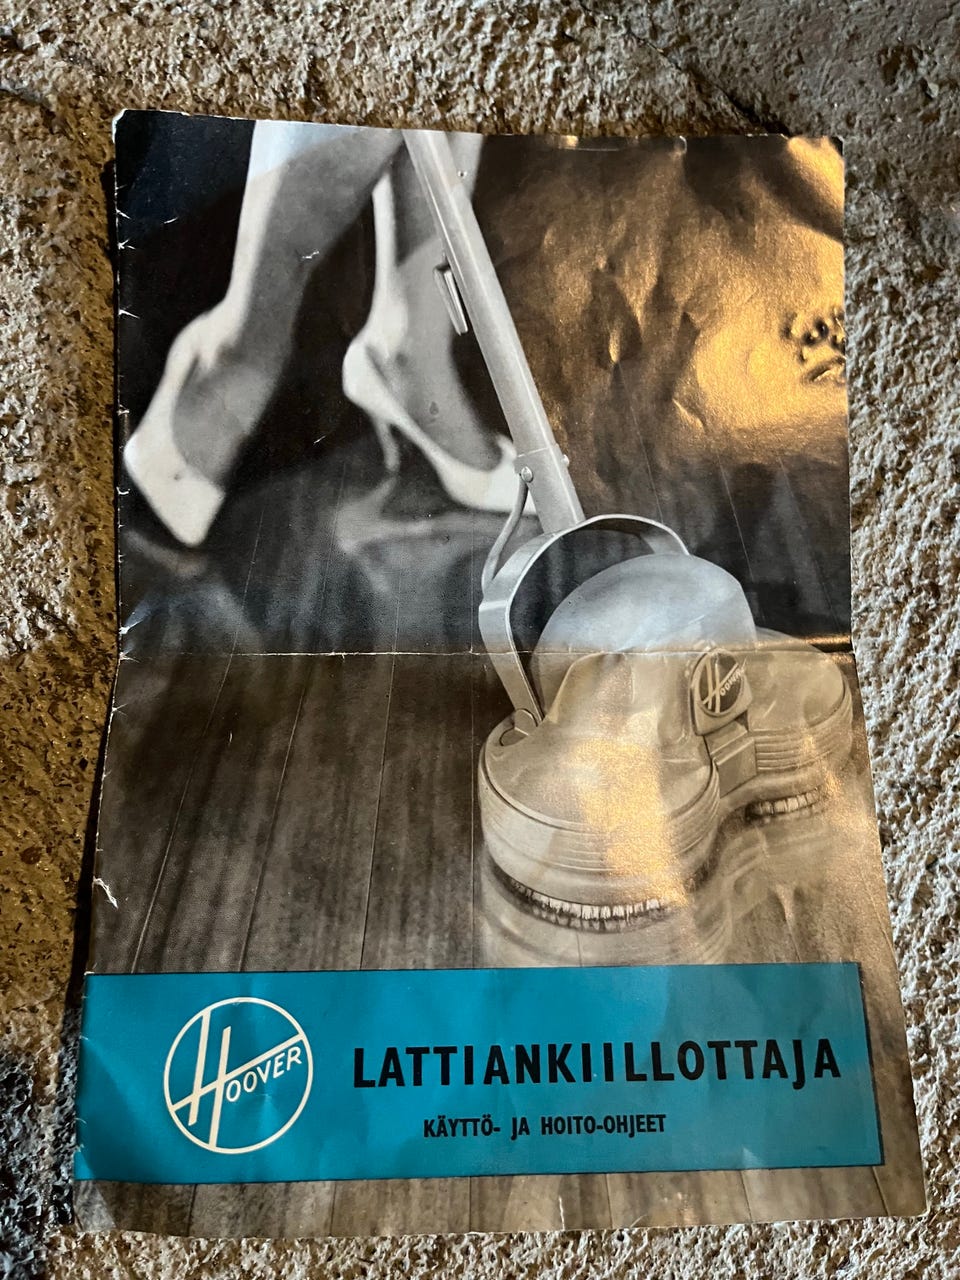 HOOVER
HOOVER
LATTIANKIILLOTTAJA
KÄYTTÖ- JA HOITO-OHJEET